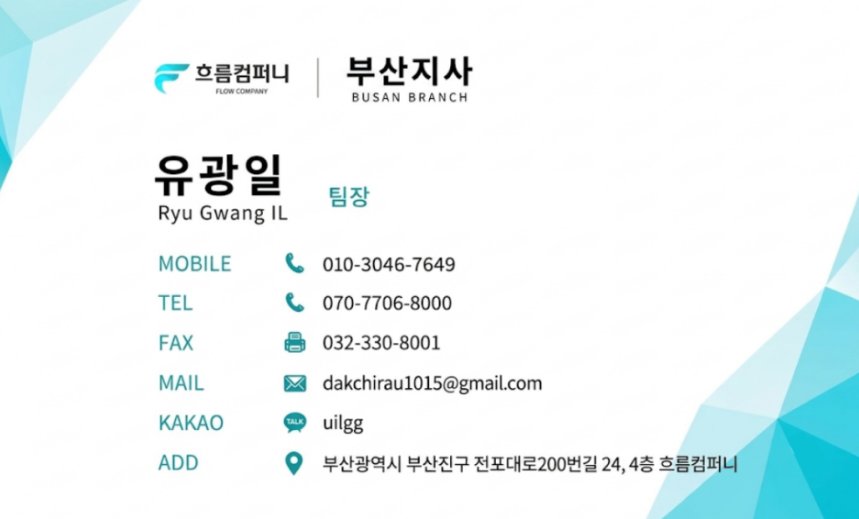 흐름컴퍼니
FLOW COMPANY
부산지사
BUSAN BRANCH
유광일
Ryu Gwang IL
팀장
MOBILE 010-3046-7649
TEL 070-7706-8000
FAX 032-330-8001
MAIL dakchirau1015@gmail.com
KAKAO TALK uilgg
ADD 부산광역시 부산진구 전포대로200번길 24, 4층 흐름컴퍼니